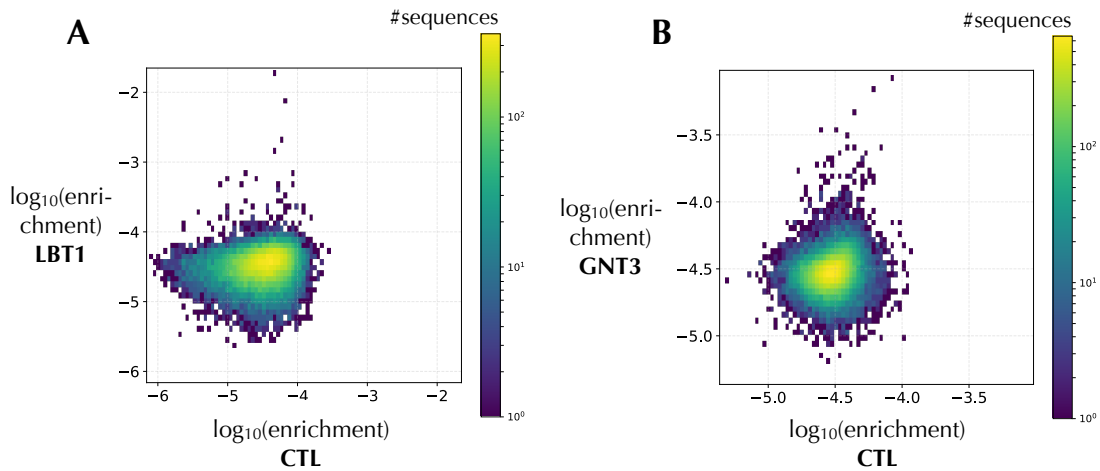 A
#sequences
10²
10¹
10⁰
−2
−3
−4
−5
−6
log₁₀(enri-
chment)
LBT1
−6
−5
−4
−3
−2
log₁₀(enrichment)
CTL
B
#sequences
10²
10¹
10⁰
−3.5
−4.0
−4.5
−5.0
log₁₀(enri-
chment)
GNT3
−5.0
−4.5
−4.0
−3.5
log₁₀(enrichment)
CTL